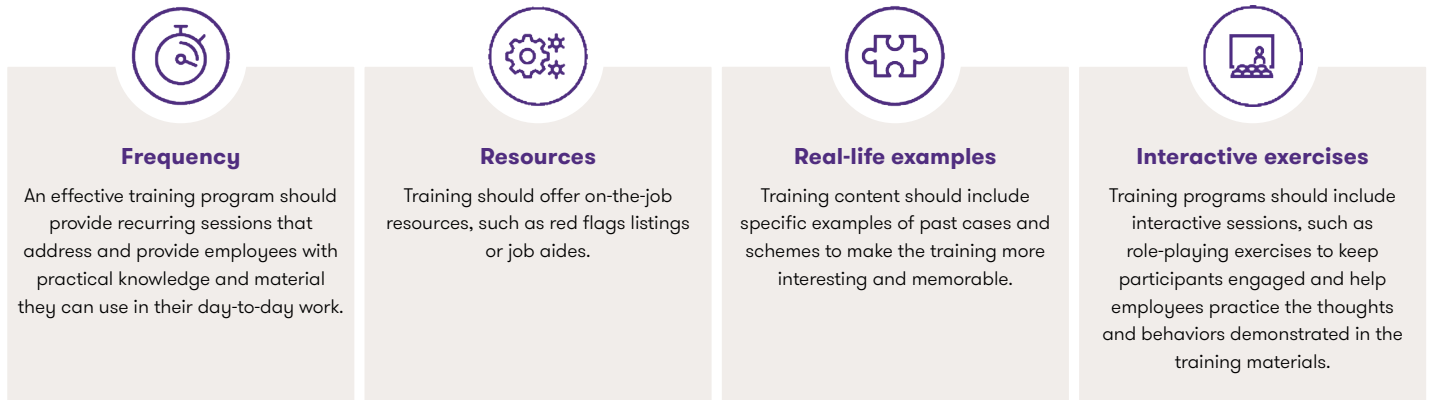 Frequency
An effective training program should
provide recurring sessions that
address and provide employees with
practical knowledge and material
they can use in their day-to-day work.
Resources
Training should offer on-the-job
resources, such as red flags listings
or job aides.
Real-life examples
Training content should include
specific examples of past cases and
schemes to make the training more
interesting and memorable.
Interactive exercises
Training programs should include
interactive sessions, such as
role-playing exercises to keep
participants engaged and help
employees practice the thoughts
and behaviors demonstrated in the
training materials.